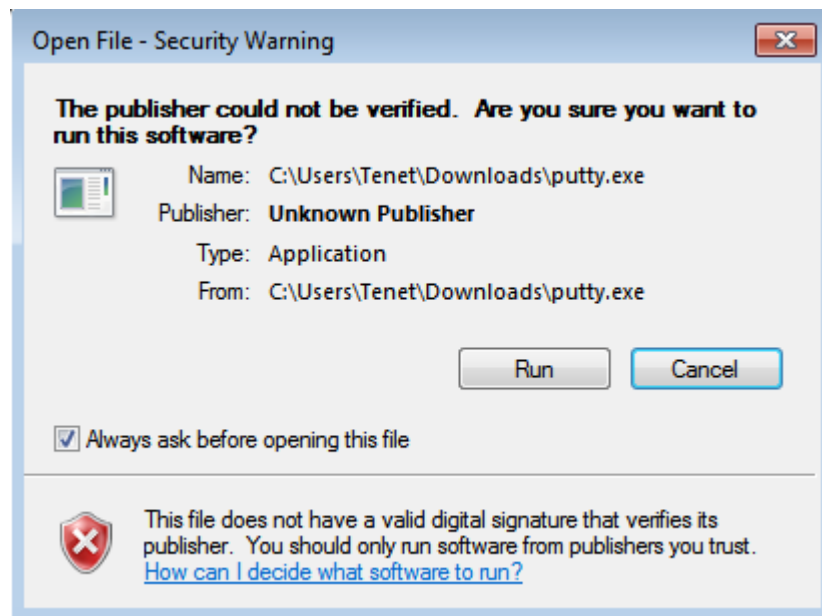 Open File - Security Warning
The publisher could not be verified.  Are you sure you want to
run this software?
Name: C:\Users\Tenet\Downloads\putty.exe
Publisher: Unknown Publisher
Type: Application
From: C:\Users\Tenet\Downloads\putty.exe
Run Cancel
Always ask before opening this file
This file does not have a valid digital signature that verifies its
publisher.  You should only run software from publishers you trust.
How can I decide what software to run?